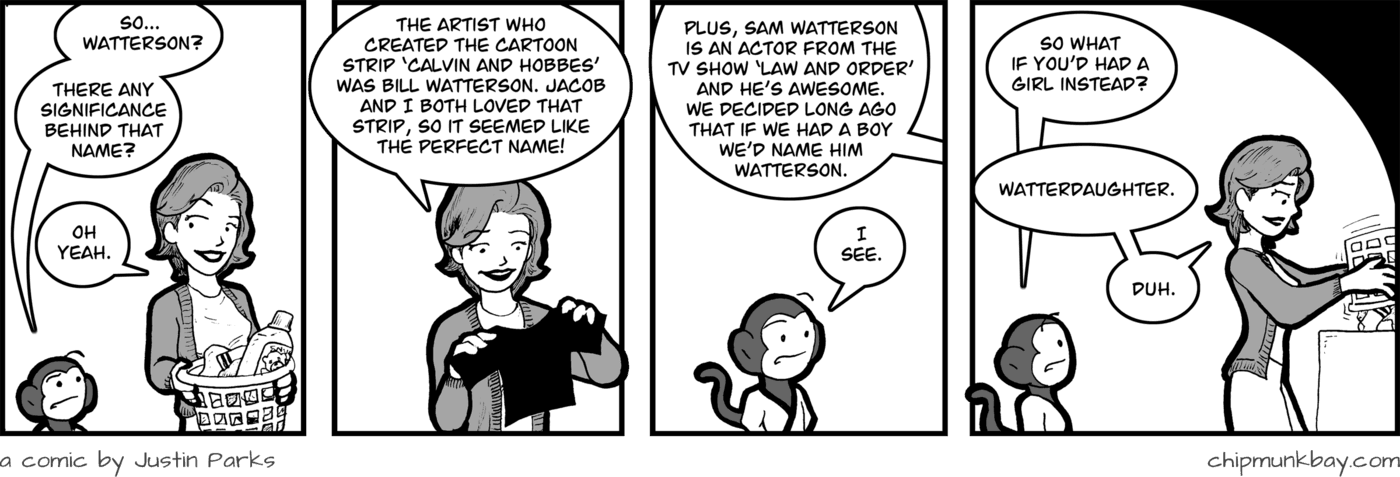 SO...
WATTERSON?
THERE ANY
SIGNIFICANCE
BEHIND THAT
NAME?
OH
YEAH.
THE ARTIST WHO
CREATED THE CARTOON
STRIP 'CALVIN AND HOBBES'
WAS BILL WATTERSON. JACOB
AND I BOTH LOVED THAT
STRIP, SO IT SEEMED LIKE
THE PERFECT NAME!
PLUS, SAM WATTERSON
IS AN ACTOR FROM THE
TV SHOW 'LAW AND ORDER'
AND HE'S AWESOME.
WE DECIDED LONG AGO
THAT IF WE HAD A BOY
WE'D NAME HIM
WATTERSON.
I
SEE.
SO WHAT
IF YOU'D HAD A
GIRL INSTEAD?
WATTERDAUGHTER.
DUH.
a comic by Justin Parks
chipmunkbay.com